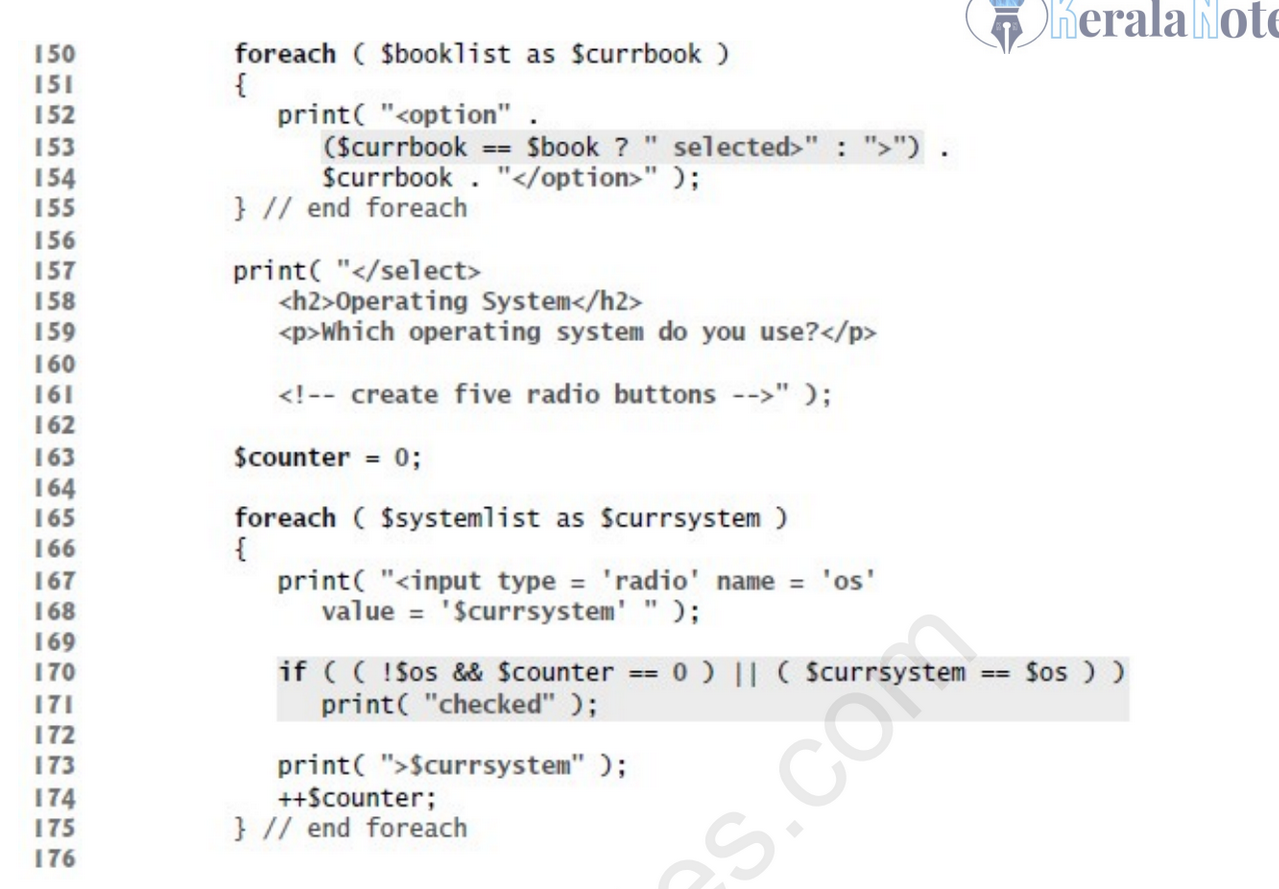 Kerala Note
150 foreach ( $booklist as $currbook )
151 {
152 print( "<option" .
153 ($currbook == $book ? " selected>" : ">") .
154 $currbook . "</option>" );
155 } // end foreach
156
157 print( "</select>
158 <h2>Operating System</h2>
159 <p>Which operating system do you use?</p>
160
161 <!-- create five radio buttons -->" );
162
163 $counter = 0;
164
165 foreach ( $systemlist as $currsystem )
166 {
167 print( "<input type = 'radio' name = 'os'
168 value = '$currsystem' " );
169
170 if ( ( !$os && $counter == 0 ) || ( $currsystem == $os ) )
171 print( "checked" );
172
173 print( ">$currsystem" );
174 ++$counter;
175 } // end foreach
176
es.com